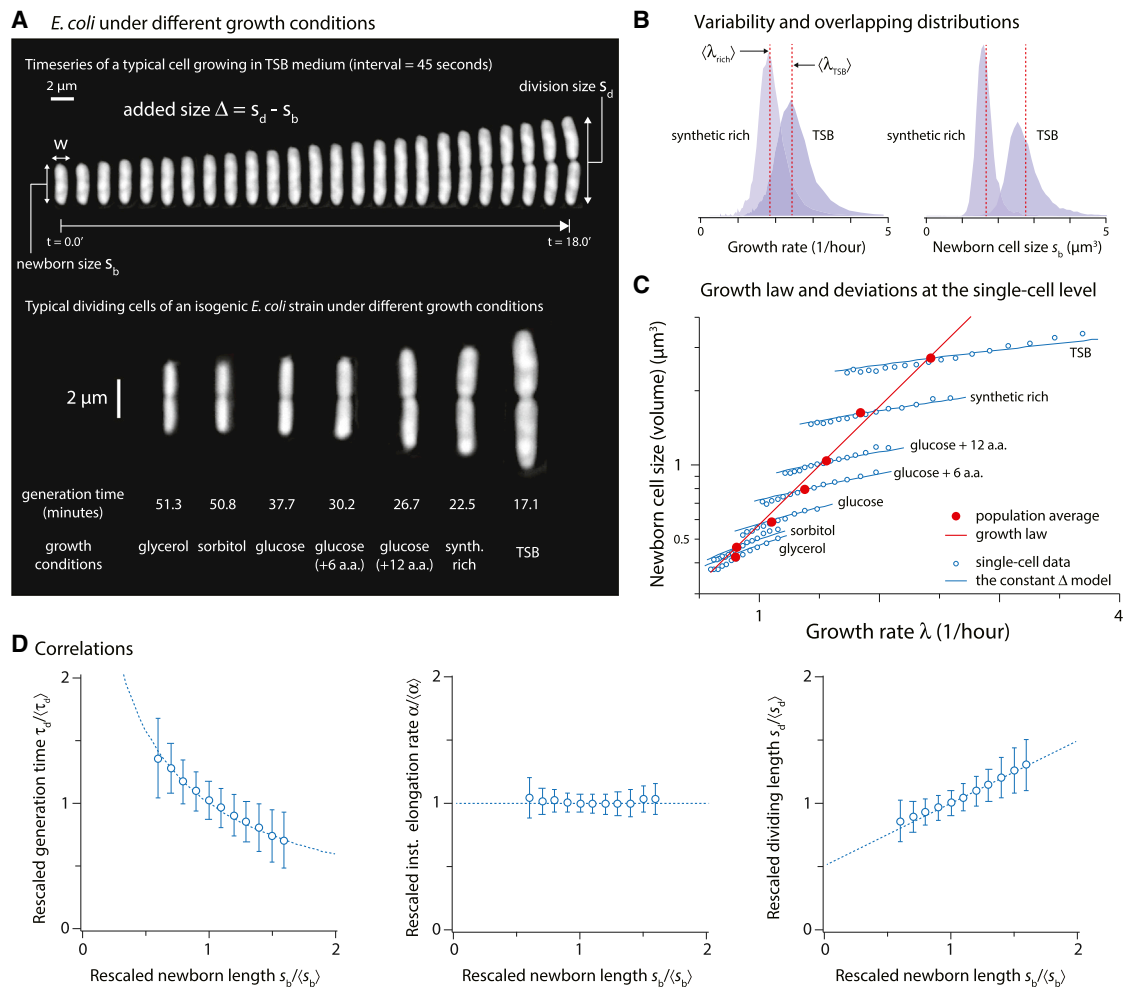 A
E. coli under different growth conditions
Timeseries of a typical cell growing in TSB medium (interval = 45 seconds)
2 µm
added size Δ = sd - sb
division size Sd
w
t = 0.0’
t = 18.0’
newborn size Sb
Typical dividing cells of an isogenic E. coli strain under different growth conditions
2 µm
generation time
(minutes)
51.3 50.8 37.7 30.2 26.7 22.5 17.1
growth
conditions
glycerol sorbitol glucose glucose
(+6 a.a.)
glucose
(+12 a.a.)
synth.
rich
TSB
B
Variability and overlapping distributions
⟨λrich⟩
⟨λTSB⟩
synthetic rich
TSB
0 5
Growth rate (1/hour)
synthetic rich
TSB
0 5
Newborn cell size sb (µm³)
C
Growth law and deviations at the single-cell level
Newborn cell size (volume) (µm³)
1
0.5
TSB
synthetic rich
glucose + 12 a.a.
glucose + 6 a.a.
glucose
sorbitol
glycerol
population average
growth law
single-cell data
the constant Δ model
1 4
Growth rate λ (1/hour)
D
Correlations
Rescaled generation time τd/⟨τd⟩
2
1
0
0 1 2
Rescaled newborn length sb/⟨sb⟩
Rescaled inst. elongation rate α/⟨α⟩
2
1
0
0 1 2
Rescaled newborn length sb/⟨sb⟩
Rescaled dividing length sd/⟨sd⟩
2
1
0
0 1 2
Rescaled newborn length sb/⟨sb⟩